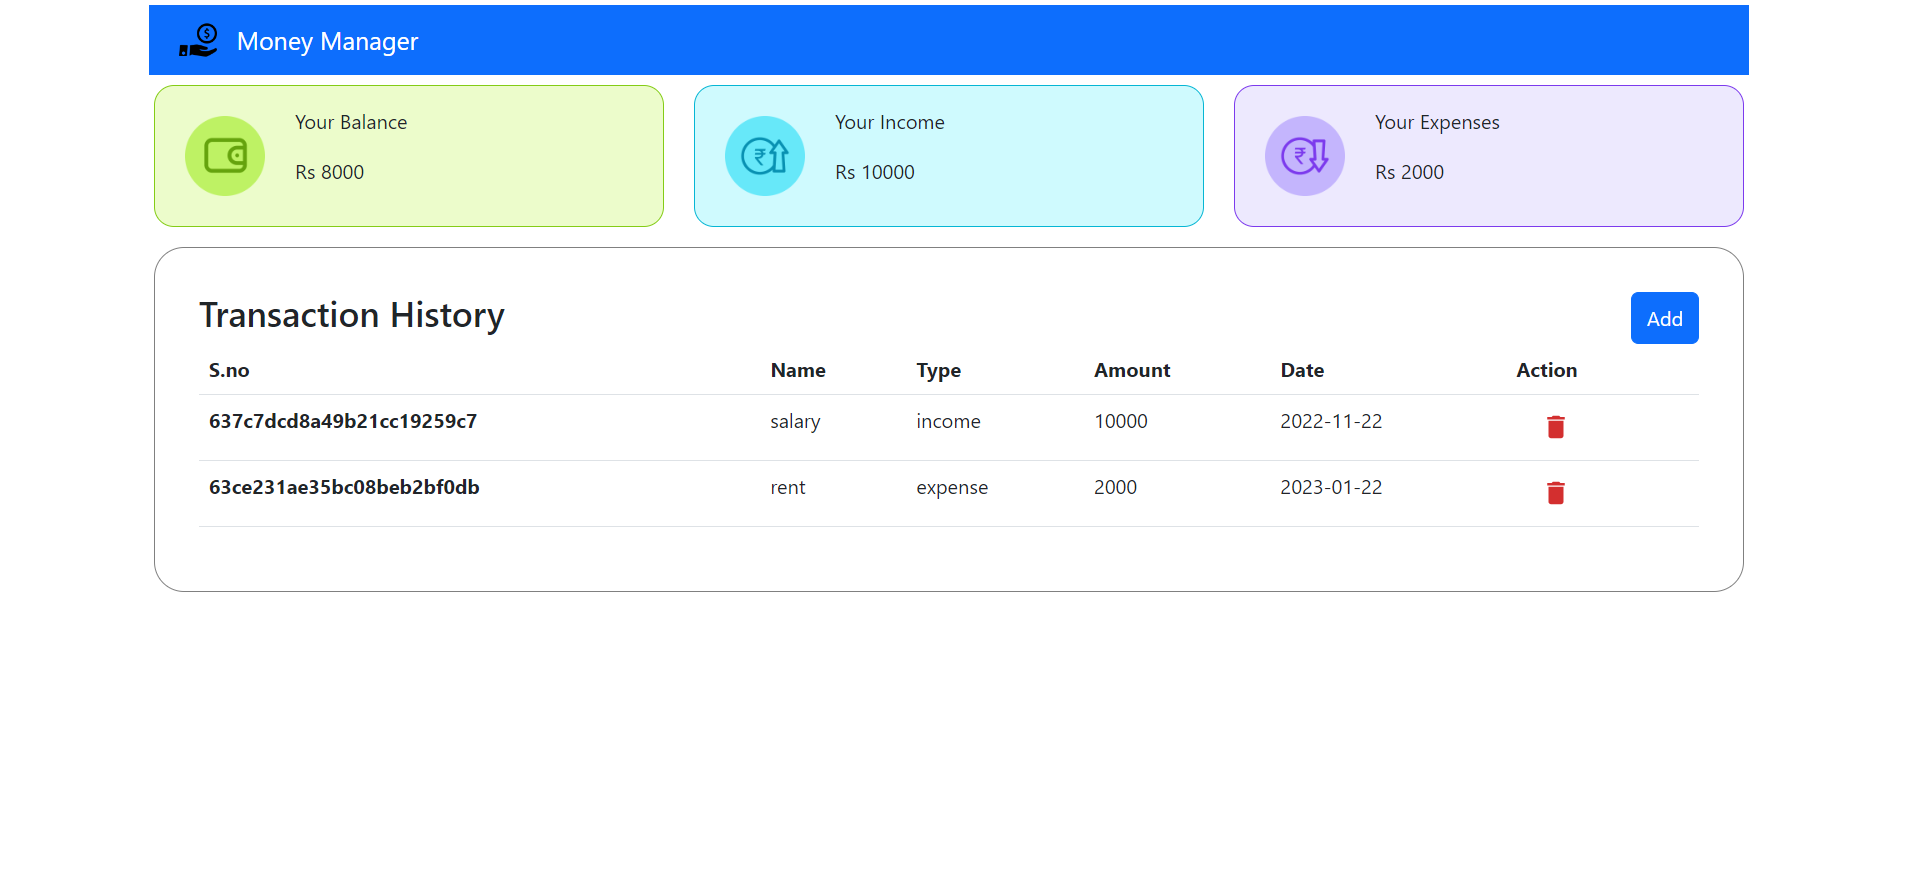 Money Manager
Your Balance
Rs 8000
Your Income
Rs 10000
Your Expenses
Rs 2000
Transaction History
Add
S.no Name Type Amount Date Action
637c7dcd8a49b21cc19259c7 salary income 10000 2022-11-22
63ce231ae35bc08beb2bf0db rent expense 2000 2023-01-22